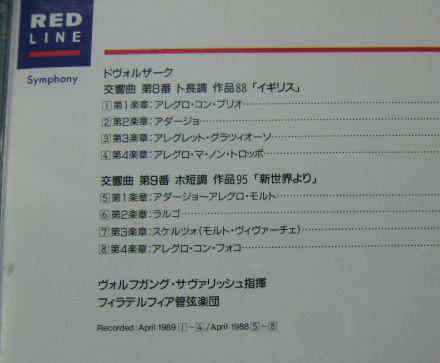 RED
LINE
Symphony
ドヴォルザーク
交響曲 第8番 ト長調 作品88「イギリス」
1 第1楽章:アレグロ・コン・ブリオ
2 第2楽章:アダージョ
3 第3楽章:アレグレット・グラツィオーソ
4 第4楽章:アレグロ・マ・ノン・トロッポ
交響曲 第9番 ホ短調 作品95「新世界より」
5 第1楽章:アダージョ〜アレグロ・モルト
6 第2楽章:ラルゴ
7 第3楽章:スケルツォ(モルト・ヴィヴァーチェ)
8 第4楽章:アレグロ・コン・フォコ
ヴォルフガング・サヴァリッシュ指揮
フィラデルフィア管弦楽団
Recorded: April 1989 1〜4 / April 1988 5〜8